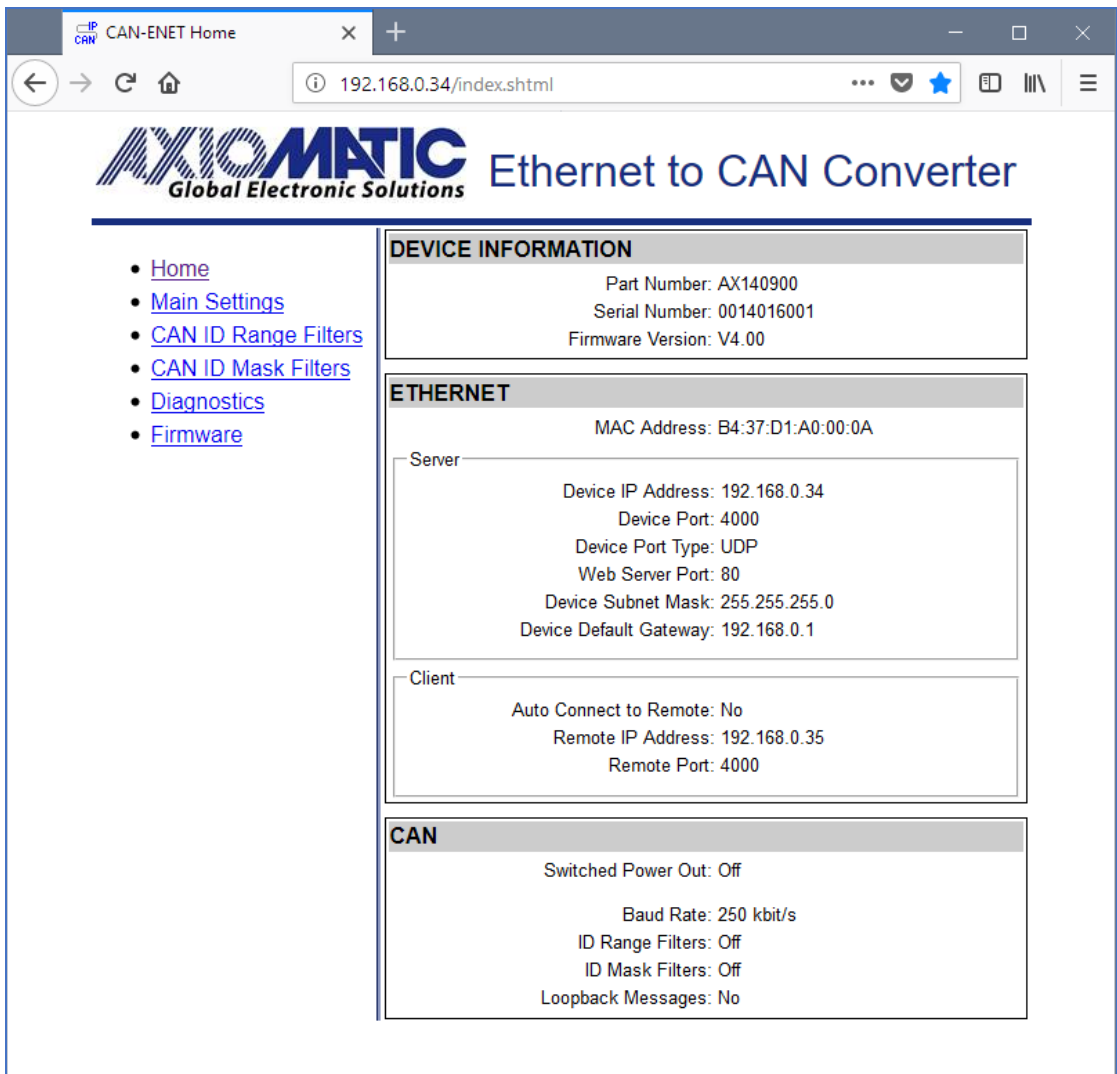 IP
CAN
CAN-ENET Home
192.168.0.34/index.shtml
AXIOMATIC
Global Electronic Solutions
Ethernet to CAN Converter
Home
Main Settings
CAN ID Range Filters
CAN ID Mask Filters
Diagnostics
Firmware
DEVICE INFORMATION
Part Number: AX140900
Serial Number: 0014016001
Firmware Version: V4.00
ETHERNET
MAC Address: B4:37:D1:A0:00:0A
Server
Device IP Address: 192.168.0.34
Device Port: 4000
Device Port Type: UDP
Web Server Port: 80
Device Subnet Mask: 255.255.255.0
Device Default Gateway: 192.168.0.1
Client
Auto Connect to Remote: No
Remote IP Address: 192.168.0.35
Remote Port: 4000
CAN
Switched Power Out: Off
Baud Rate: 250 kbit/s
ID Range Filters: Off
ID Mask Filters: Off
Loopback Messages: No